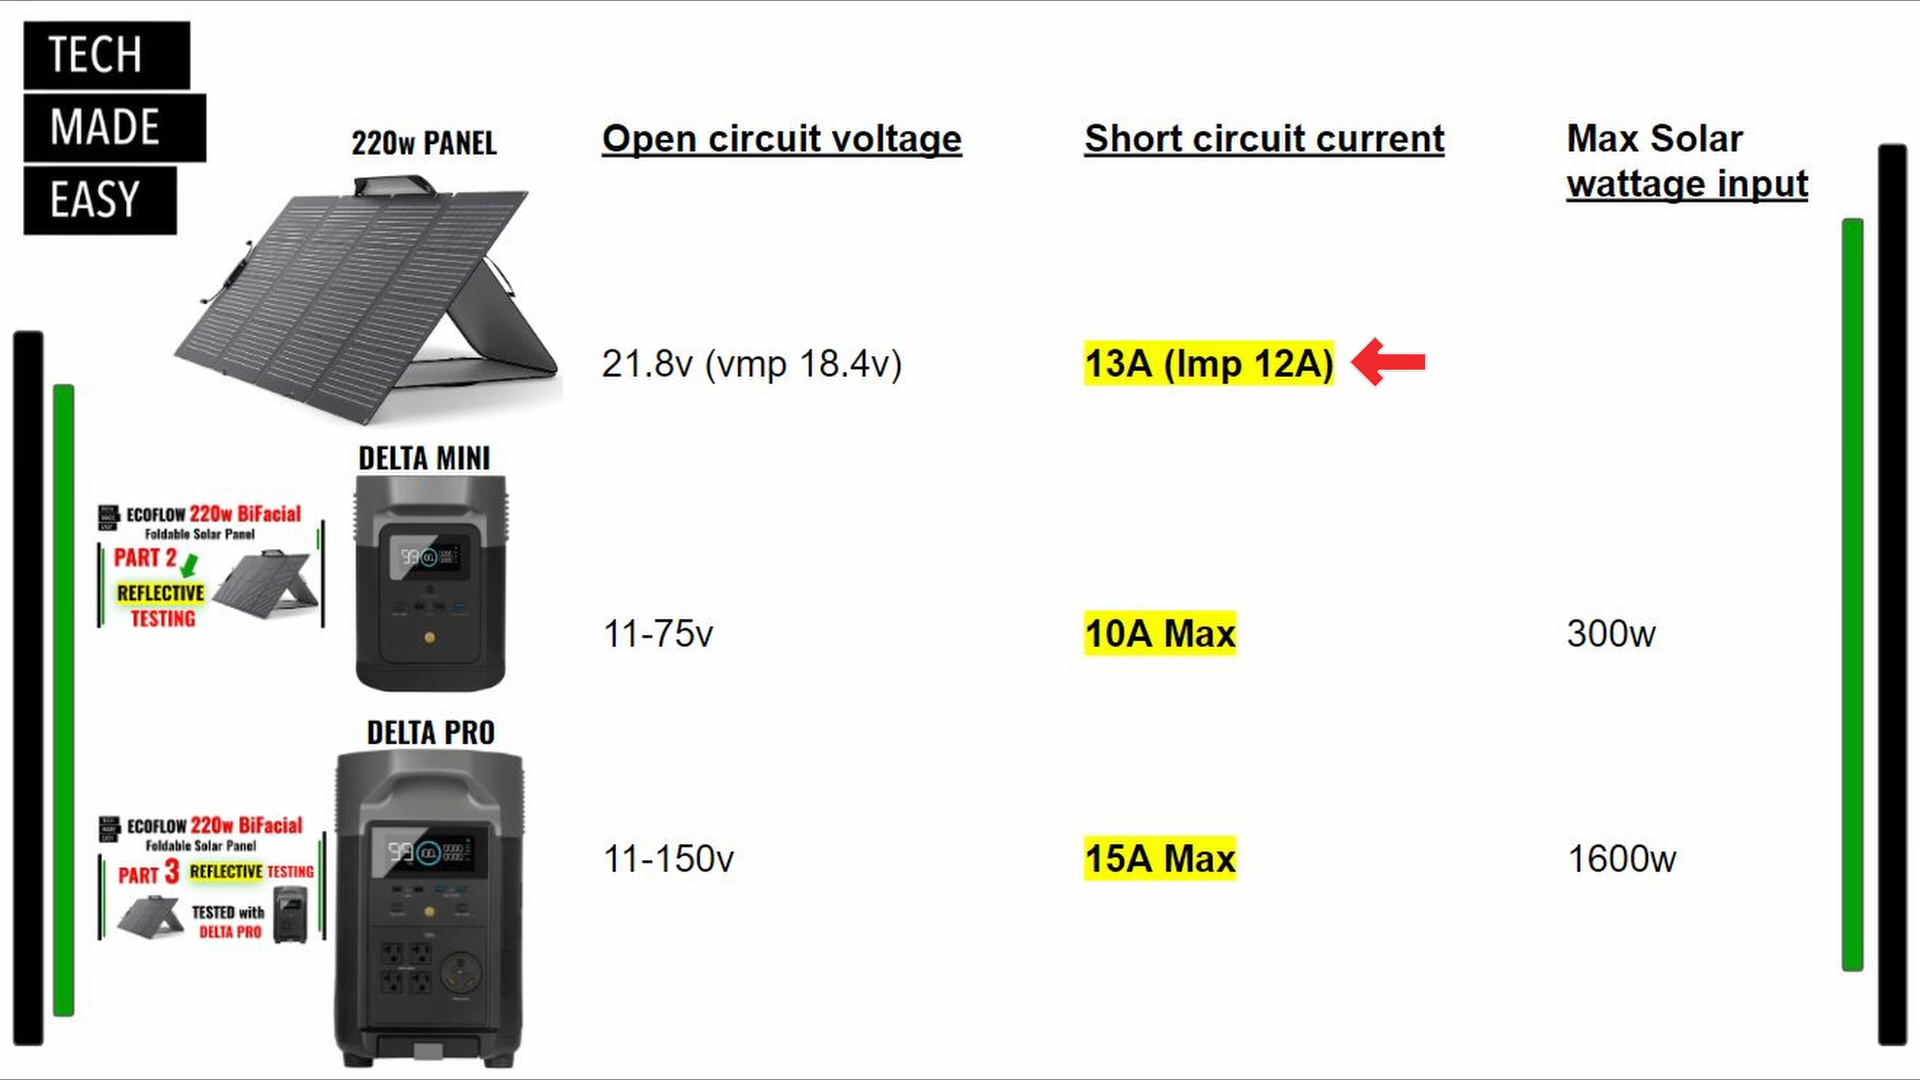 TECH
MADE
EASY
220w PANEL
Open circuit voltage
Short circuit current
Max Solar
wattage input
21.8v (vmp 18.4v)
13A (Imp 12A)
DELTA MINI
ECOFLOW 220w BiFacial
Foldable Solar Panel
PART 2
REFLECTIVE
TESTING
11-75v
10A Max
300w
DELTA PRO
ECOFLOW 220w BiFacial
Foldable Solar Panel
PART 3 REFLECTIVE TESTING
TESTED with
DELTA PRO
11-150v
15A Max
1600w